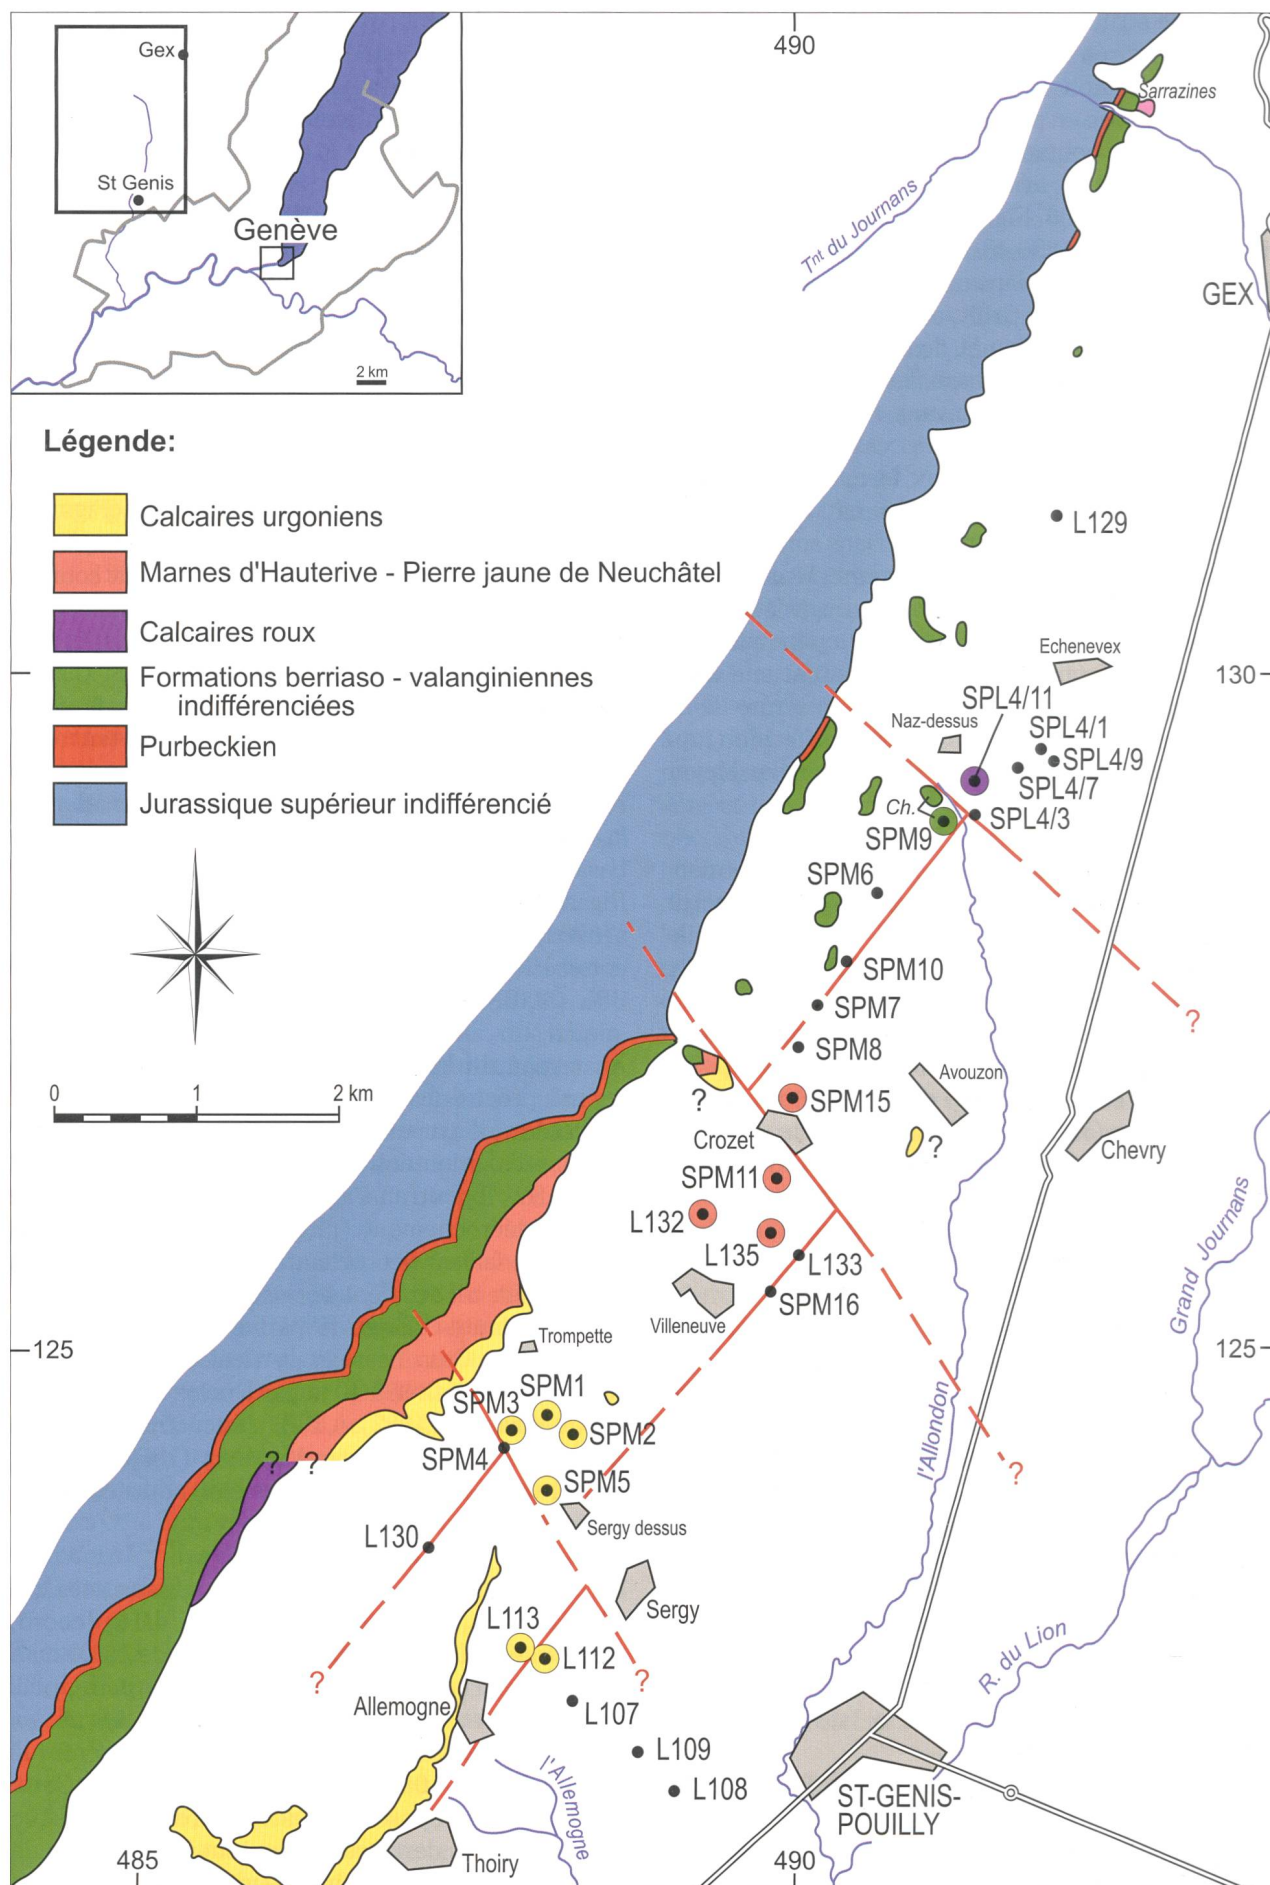 490
Gex
St Genis
Genève
2 km
Sarrazines
Tnt du Journans
GEX
Légende:
Calcaires urgoniens
Marnes d'Hauterive - Pierre jaune de Neuchâtel
Calcaires roux
Formations berriaso - valanginiennes
indifférenciées
Purbeckien
Jurassique supérieur indifférencié
L129
Echenevex
130
SPL4/11
Naz-dessus
SPL4/1
SPL4/9
SPL4/7
Ch.
SPL4/3
SPM9
SPM6
SPM10
SPM7
?
SPM8
0 1 2 km
Avouzon
?
SPM15
Crozet
?
Chevry
SPM11
L132
L135
L133
SPM16
Villeneuve
Grand Journans
125
Trompette
125
SPM1
SPM3
SPM2
SPM4
? ?
l'Allondon
?
SPM5
Sergy dessus
L130
Sergy
L113
L112
R. du Lion
?
?
Allemogne
L107
L109
L108
l'Allemogne
ST-GENIS-
POUILLY
Thoiry
485
490